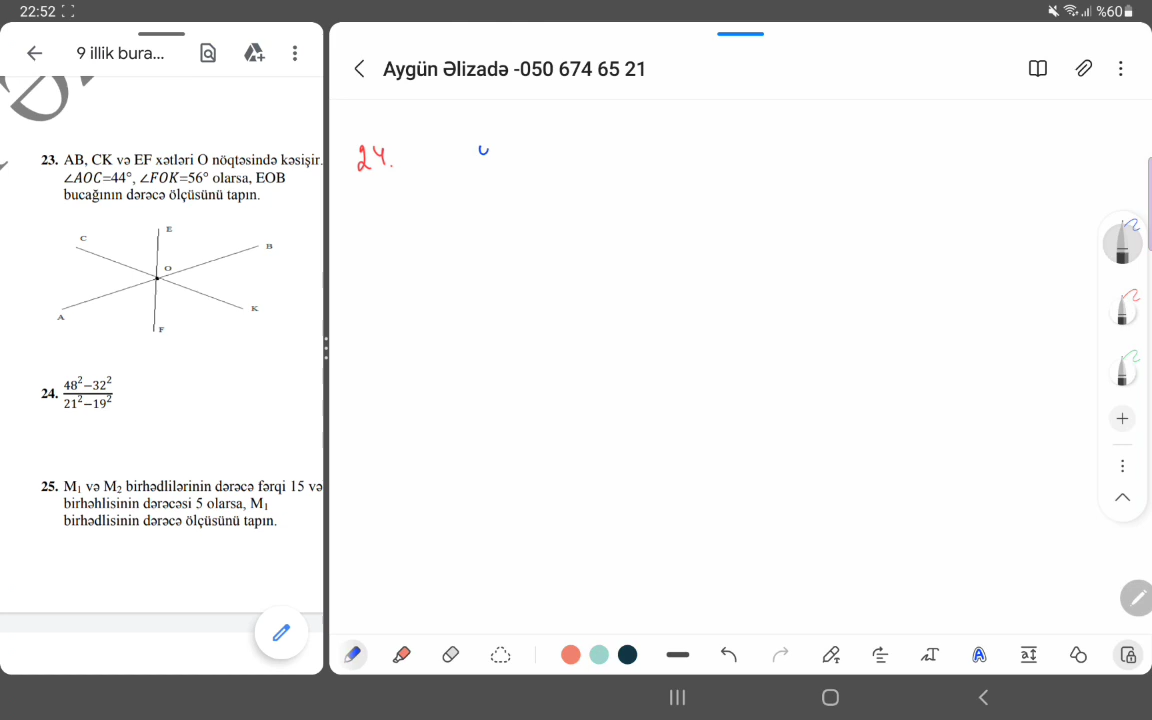 22:52
%60
9 illik bura...
Aygün Əlizadə -050 674 65 21
23. AB, CK və EF xətləri O nöqtəsində kəsişir.
∠AOC=44°, ∠FOK=56° olarsa, EOB
bucağının dərəcə ölçüsünü tapın.
C
E
B
O
A
K
F
24. 48²−32²
21²−19²
25. M₁ və M₂ birhədlilərinin dərəcə fərqi 15 və
birhəhlisinin dərəcəsi 5 olarsa, M₁
birhədlisinin dərəcə ölçüsünü tapın.
24.